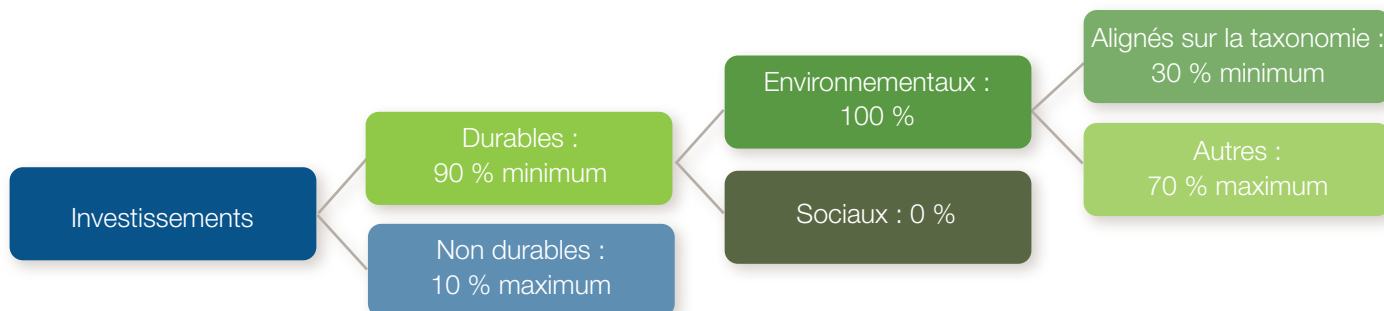 Investissements
Durables :
90 % minimum
Non durables :
10 % maximum
Environnementaux :
100 %
Sociaux : 0 %
Alignés sur la taxonomie :
30 % minimum
Autres :
70 % maximum